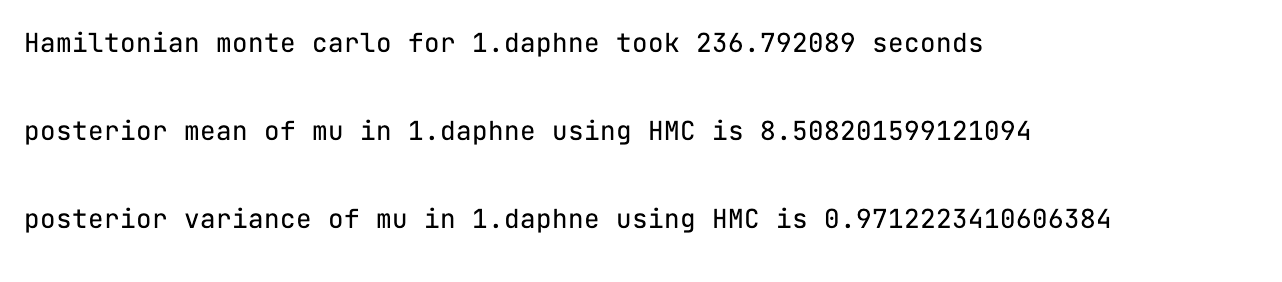 Hamiltonian monte carlo for 1.daphne took 236.792089 seconds
posterior mean of mu in 1.daphne using HMC is 8.508201599121094
posterior variance of mu in 1.daphne using HMC is 0.9712223410606384